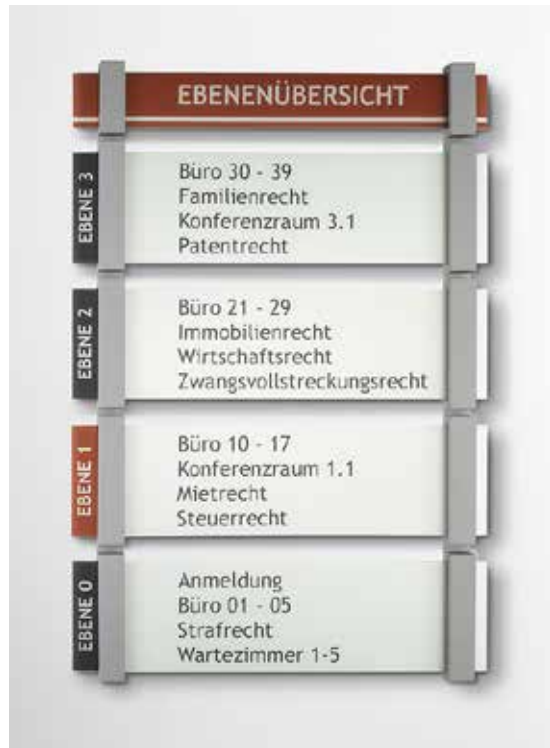 EBENENÜBERSICHT
EBENE 3
Büro 30 - 39
Familienrecht
Konferenzraum 3.1
Patentrecht
EBENE 2
Büro 21 - 29
Immobilienrecht
Wirtschaftsrecht
Zwangsvollstreckungsrecht
EBENE 1
Büro 10 - 17
Konferenzraum 1.1
Mietrecht
Steuerrecht
EBENE 0
Anmeldung
Büro 01 - 05
Strafrecht
Wartezimmer 1-5